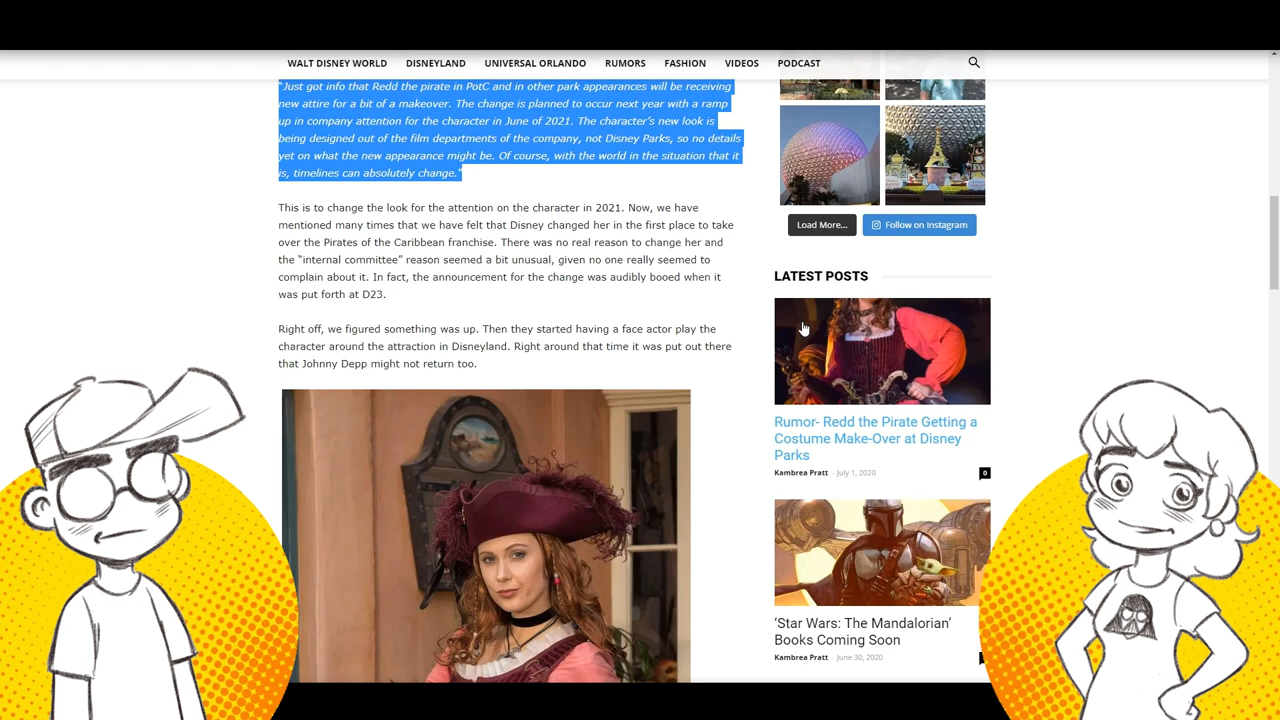 WALT DISNEY WORLD DISNEYLAND UNIVERSAL ORLANDO RUMORS FASHION VIDEOS PODCAST
"Just got info that Redd the pirate in PotC and in other park appearances will be receiving
new attire for a bit of a makeover. The change is planned to occur next year with a ramp
up in company attention for the character in June of 2021. The character's new look is
being designed out of the film departments of the company, not Disney Parks, so no details
yet on what the new appearance might be. Of course, with the world in the situation that it
is, timelines can absolutely change."
This is to change the look for the attention on the character in 2021. Now, we have
mentioned many times that we have felt that Disney changed her in the first place to take
over the Pirates of the Caribbean franchise. There was no real reason to change her and
the "internal committee" reason seemed a bit unusual, given no one really seemed to
complain about it. In fact, the announcement for the change was audibly booed when it
was put forth at D23.
Right off, we figured something was up. Then they started having a face actor play the
character around the attraction in Disneyland. Right around that time it was put out there
that Johnny Depp might not return too.
Load More...
Follow on Instagram
LATEST POSTS
Rumor- Redd the Pirate Getting a
Costume Make-Over at Disney
Parks
Kambrea Pratt - July 1, 2020
0
'Star Wars: The Mandalorian'
Books Coming Soon
Kambrea Pratt - June 30, 2020